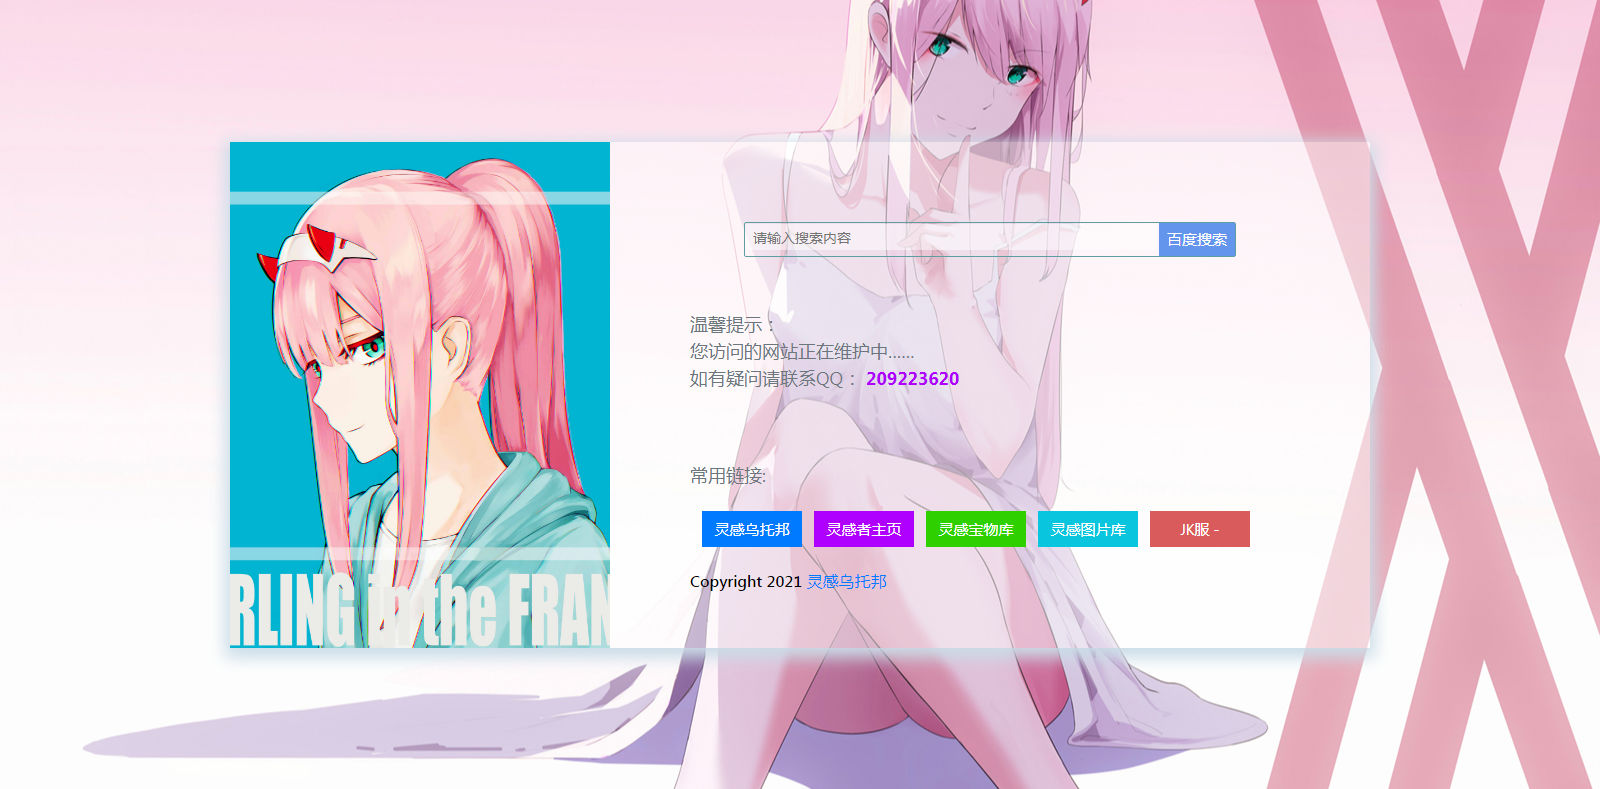 请输入搜索内容 百度搜索
温馨提示：
您访问的网站正在维护中......
如有疑问请联系QQ： 209223620
常用链接:
灵感乌托邦 灵感者主页 灵感宝物库 灵感图片库 JK服 -
Copyright 2021 灵感乌托邦
RLING in the FRAN